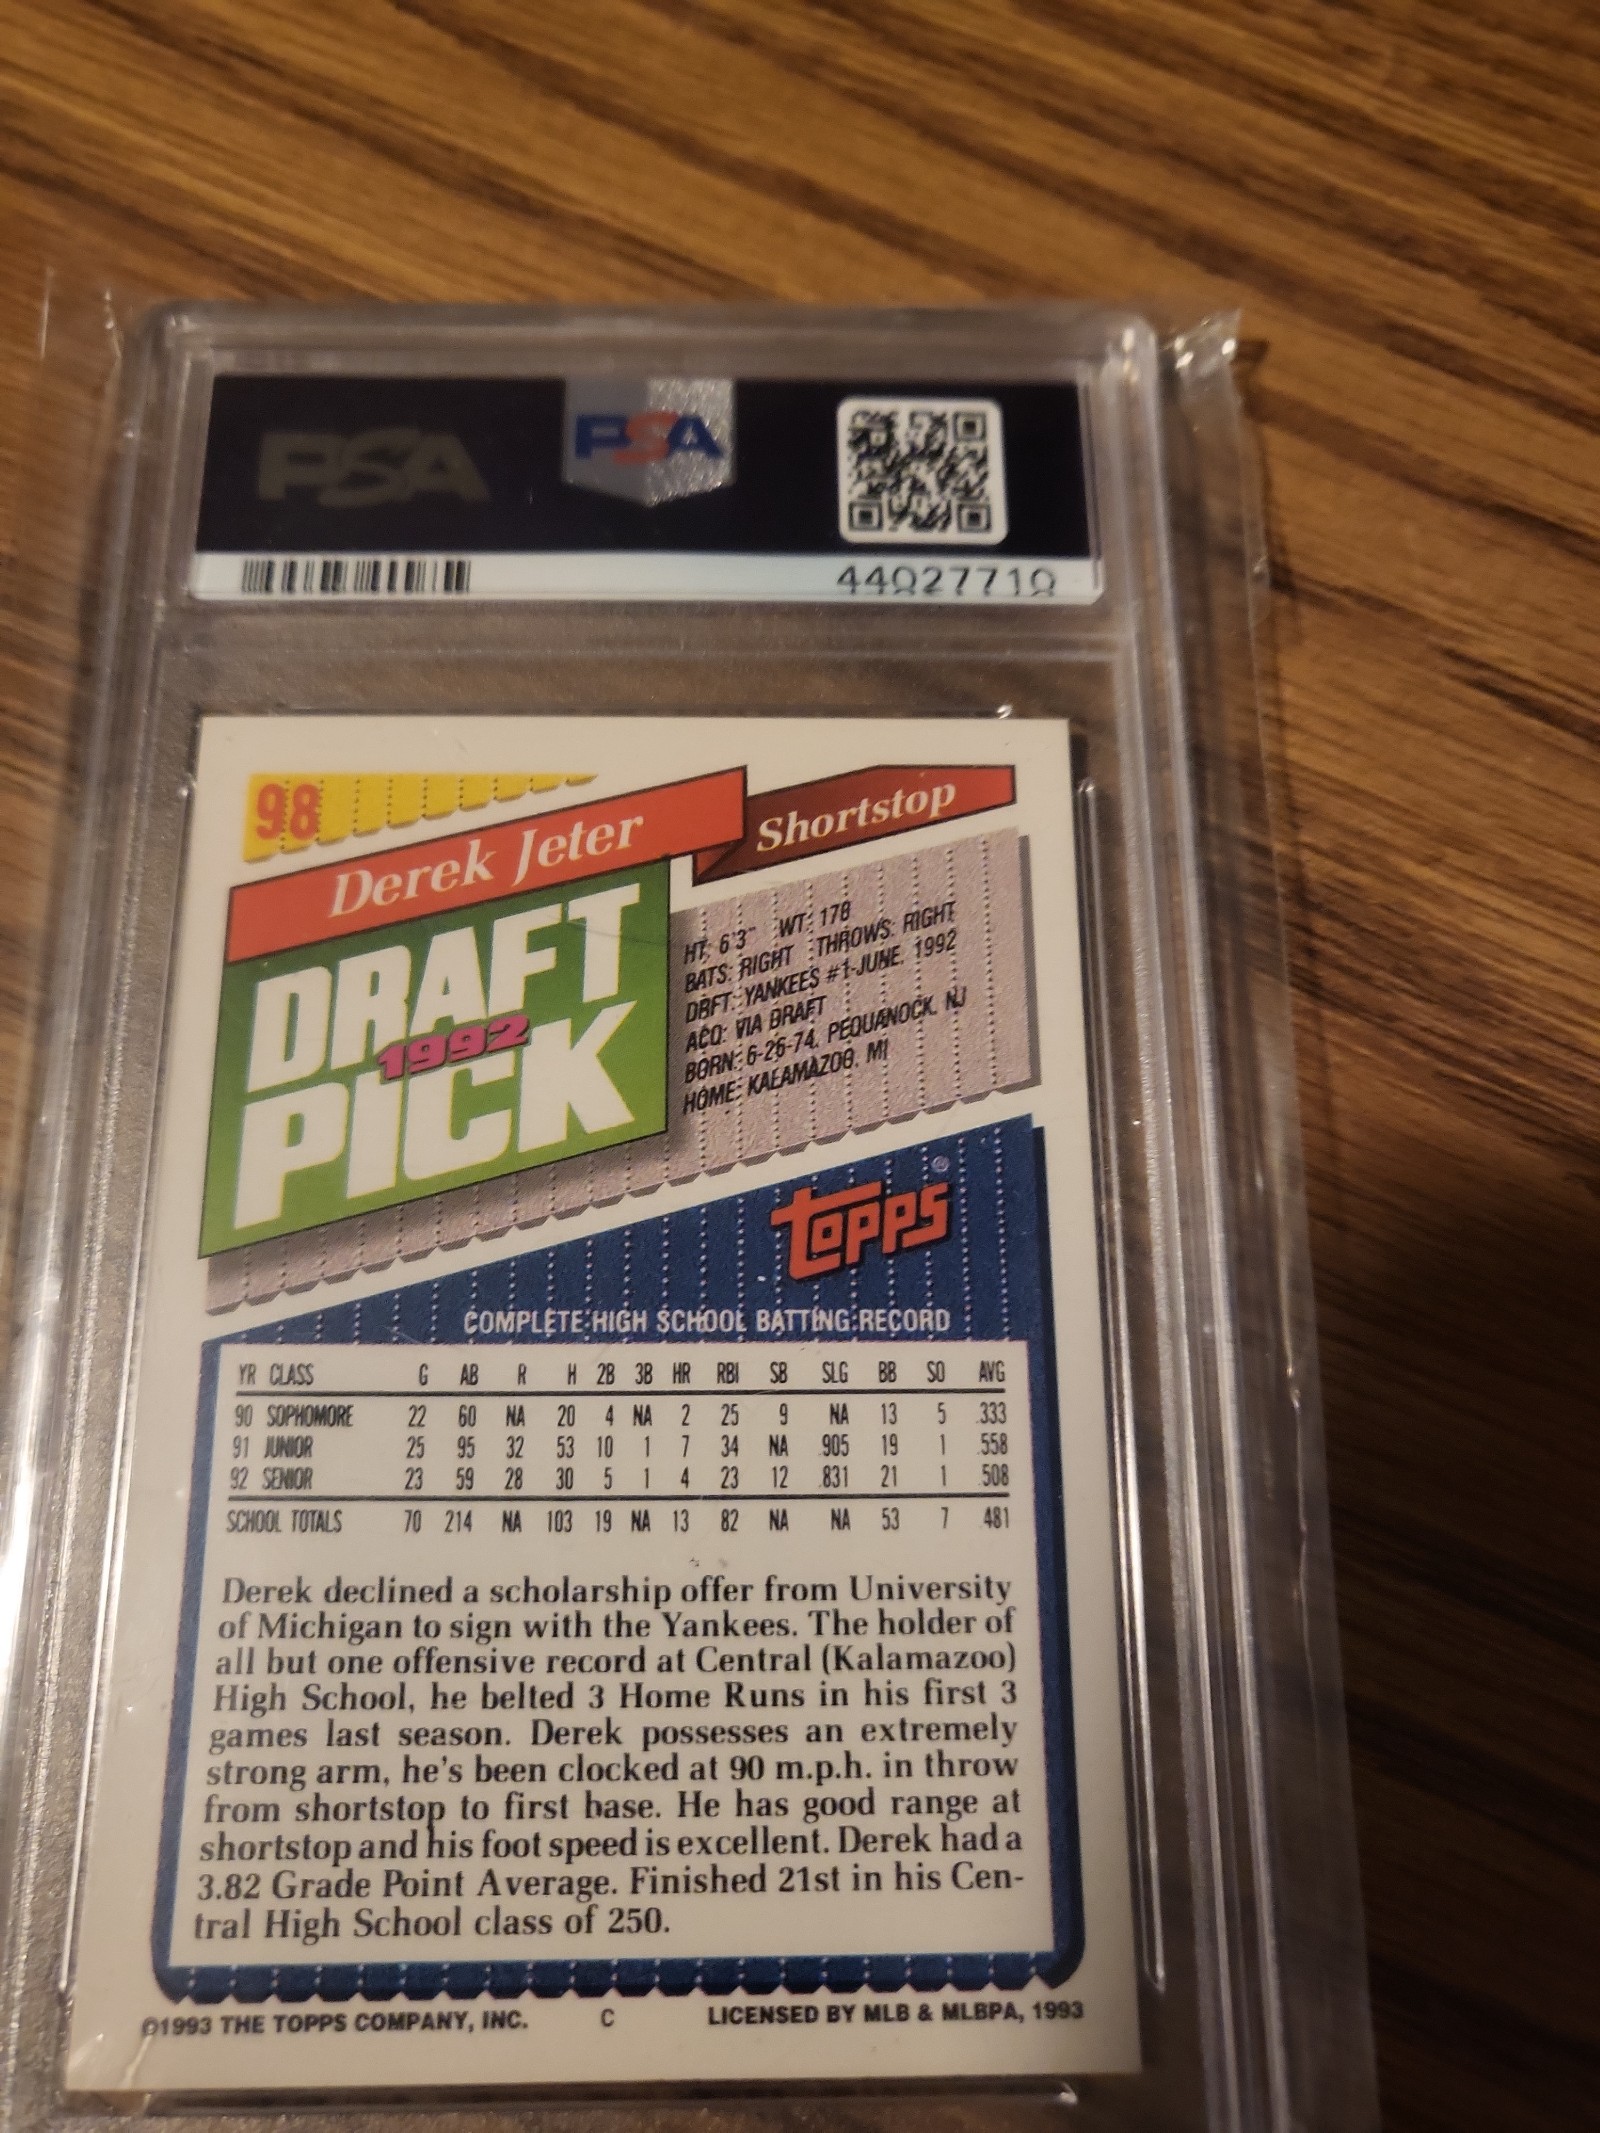 PSA
PSA
44027710
98
Derek Jeter
Shortstop
DRAFT
1992
PICK
HT: 6'3" WT: 178
BATS: RIGHT THROWS: RIGHT
DRFT: YANKEES #1-JUNE, 1992
ACQ: VIA DRAFT
BORN: 6-26-74, PEQUANOCK, NJ
HOME: KALAMAZOO, MI
topps®
COMPLETE HIGH SCHOOL BATTING RECORD
YR CLASS G AB R H 2B 3B HR RBI SB SLG BB SO AVG
90 SOPHOMORE 22 60 NA 20 4 NA 2 25 9 NA 13 5 .333
91 JUNIOR 25 95 32 53 10 1 7 34 NA .905 19 1 .558
92 SENIOR 23 59 28 30 5 1 4 23 12 .831 21 1 .508
SCHOOL TOTALS 70 214 NA 103 19 NA 13 82 NA NA 53 7 .481
Derek declined a scholarship offer from University
of Michigan to sign with the Yankees. The holder of
all but one offensive record at Central (Kalamazoo)
High School, he belted 3 Home Runs in his first 3
games last season. Derek possesses an extremely
strong arm, he's been clocked at 90 m.p.h. in throw
from shortstop to first base. He has good range at
shortstop and his foot speed is excellent. Derek had a
3.82 Grade Point Average. Finished 21st in his Cen-
tral High School class of 250.
©1993 THE TOPPS COMPANY, INC. C LICENSED BY MLB & MLBPA, 1993